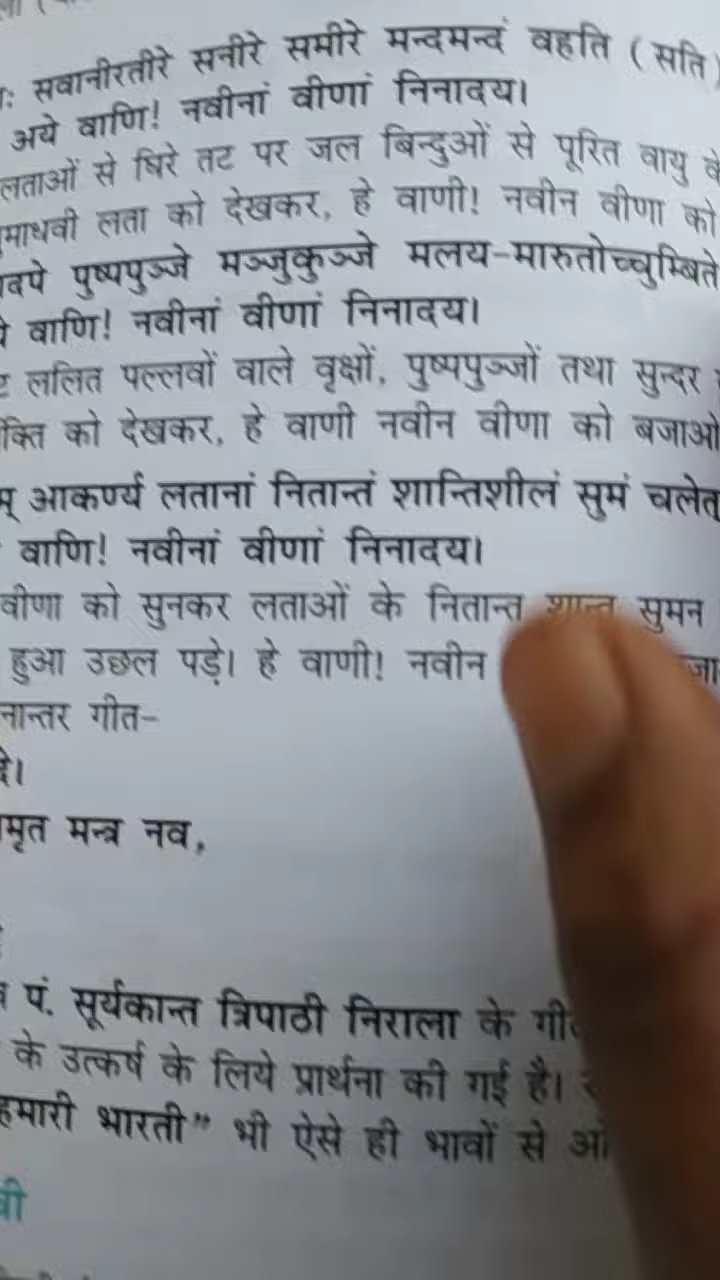 सवानीरतीरे सनीरे समीरे मन्दमन्दं वहति (सति)
अये वाणि! नवीनां वीणां निनादय।
लताओं से घिरे तट पर जल बिन्दुओं से पूरित वायु के
माधवी लता को देखकर, हे वाणी! नवीन वीणा को
पुष्पपुञ्जे मञ्जुकुञ्जे मलय-मारुतोच्चुम्बिते
वाणि! नवीनां वीणां निनादय।
ललित पल्लवों वाले वृक्षों, पुष्पपुञ्जों तथा सुन्दर
को देखकर, हे वाणी नवीन वीणा को बजाओ
आकर्ण्य लतानां नितान्तं शान्तिशीलं सुमं चलेत्
वाणि! नवीनां वीणां निनादय।
वीणा को सुनकर लताओं के नितान्त शान्त सुमन
हुआ उछल पड़े। हे वाणी! नवीन
नान्तर गीत-
दे।
मृत मन्त्र नव,
पं. सूर्यकान्त त्रिपाठी निराला के
के उत्कर्ष के लिये प्रार्थना की गई है।
हमारी भारती” भी ऐसे ही भावों से